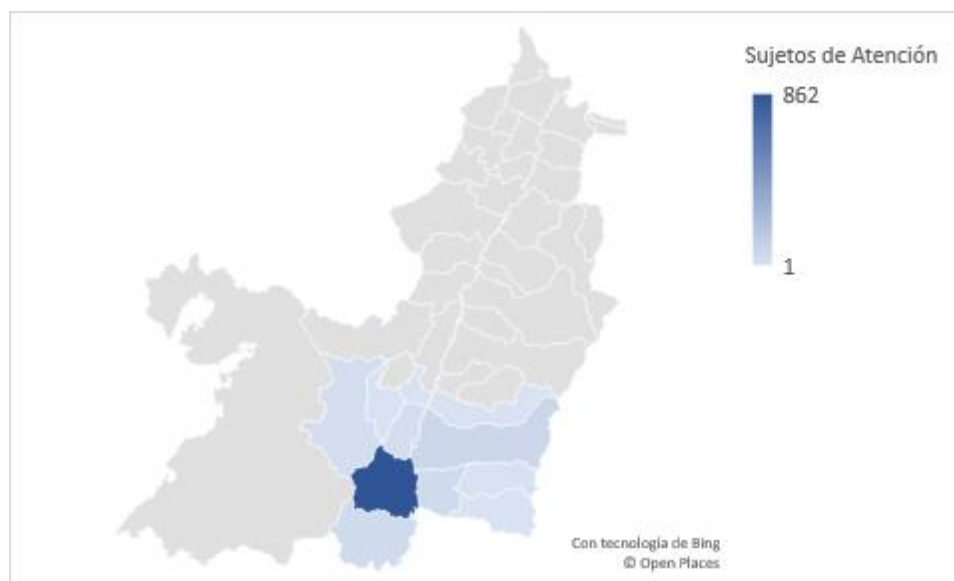 Sujetos de Atención
862
1
Con tecnología de Bing
© Open Places